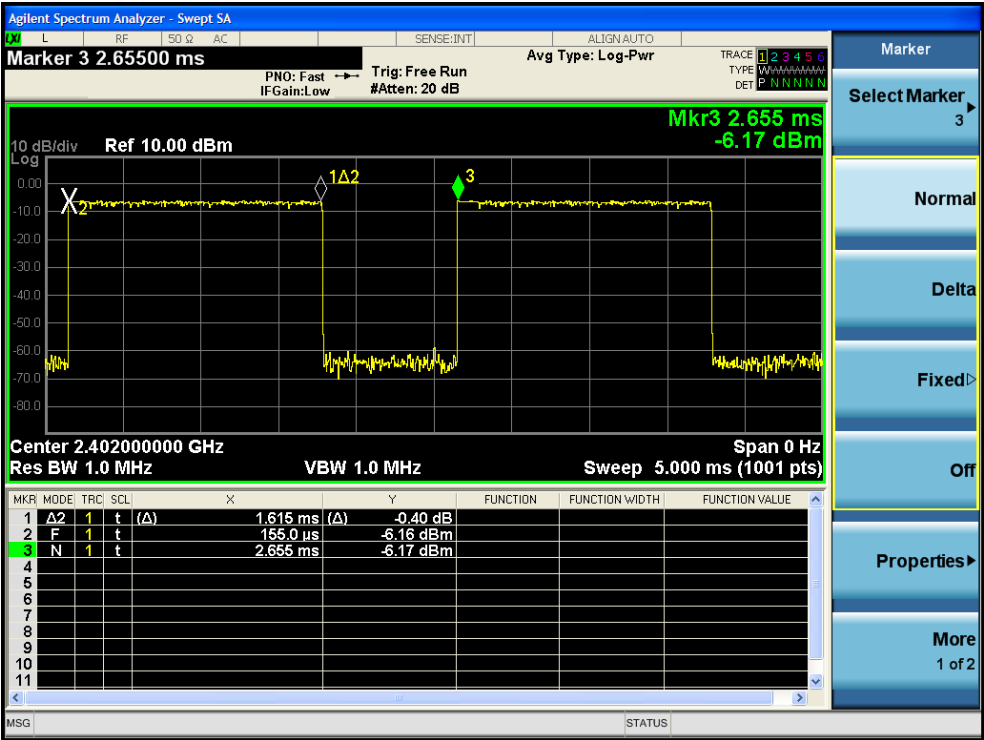 Agilent Spectrum Analyzer - Swept SA
LXI L RF 50 Ω AC SENSE:INT ALIGN AUTO
Marker 3 2.65500 ms
PNO: Fast
IFGain:Low
Trig: Free Run
#Atten: 20 dB
Avg Type: Log-Pwr
TRACE 1 2 3 4 5 6
TYPE WWWWWW
DET P N N N N N
Mkr3 2.655 ms
-6.17 dBm
10 dB/div Ref 10.00 dBm
Log
0.00
-10.0
-20.0
-30.0
-40.0
-50.0
-60.0
-70.0
-80.0
X2
1Δ2
3
Center 2.402000000 GHz Span 0 Hz
Res BW 1.0 MHz VBW 1.0 MHz Sweep 5.000 ms (1001 pts)
MKR MODE TRC SCL X Y FUNCTION FUNCTION WIDTH FUNCTION VALUE
1 Δ2 1 t (Δ) 1.615 ms (Δ) -0.40 dB
2 F 1 t 155.0 µs -6.16 dBm
3 N 1 t 2.655 ms -6.17 dBm
4
5
6
7
8
9
10
11
MSG STATUS
Marker
Select Marker
3
Normal
Delta
Fixed
Off
Properties
More
1 of 2